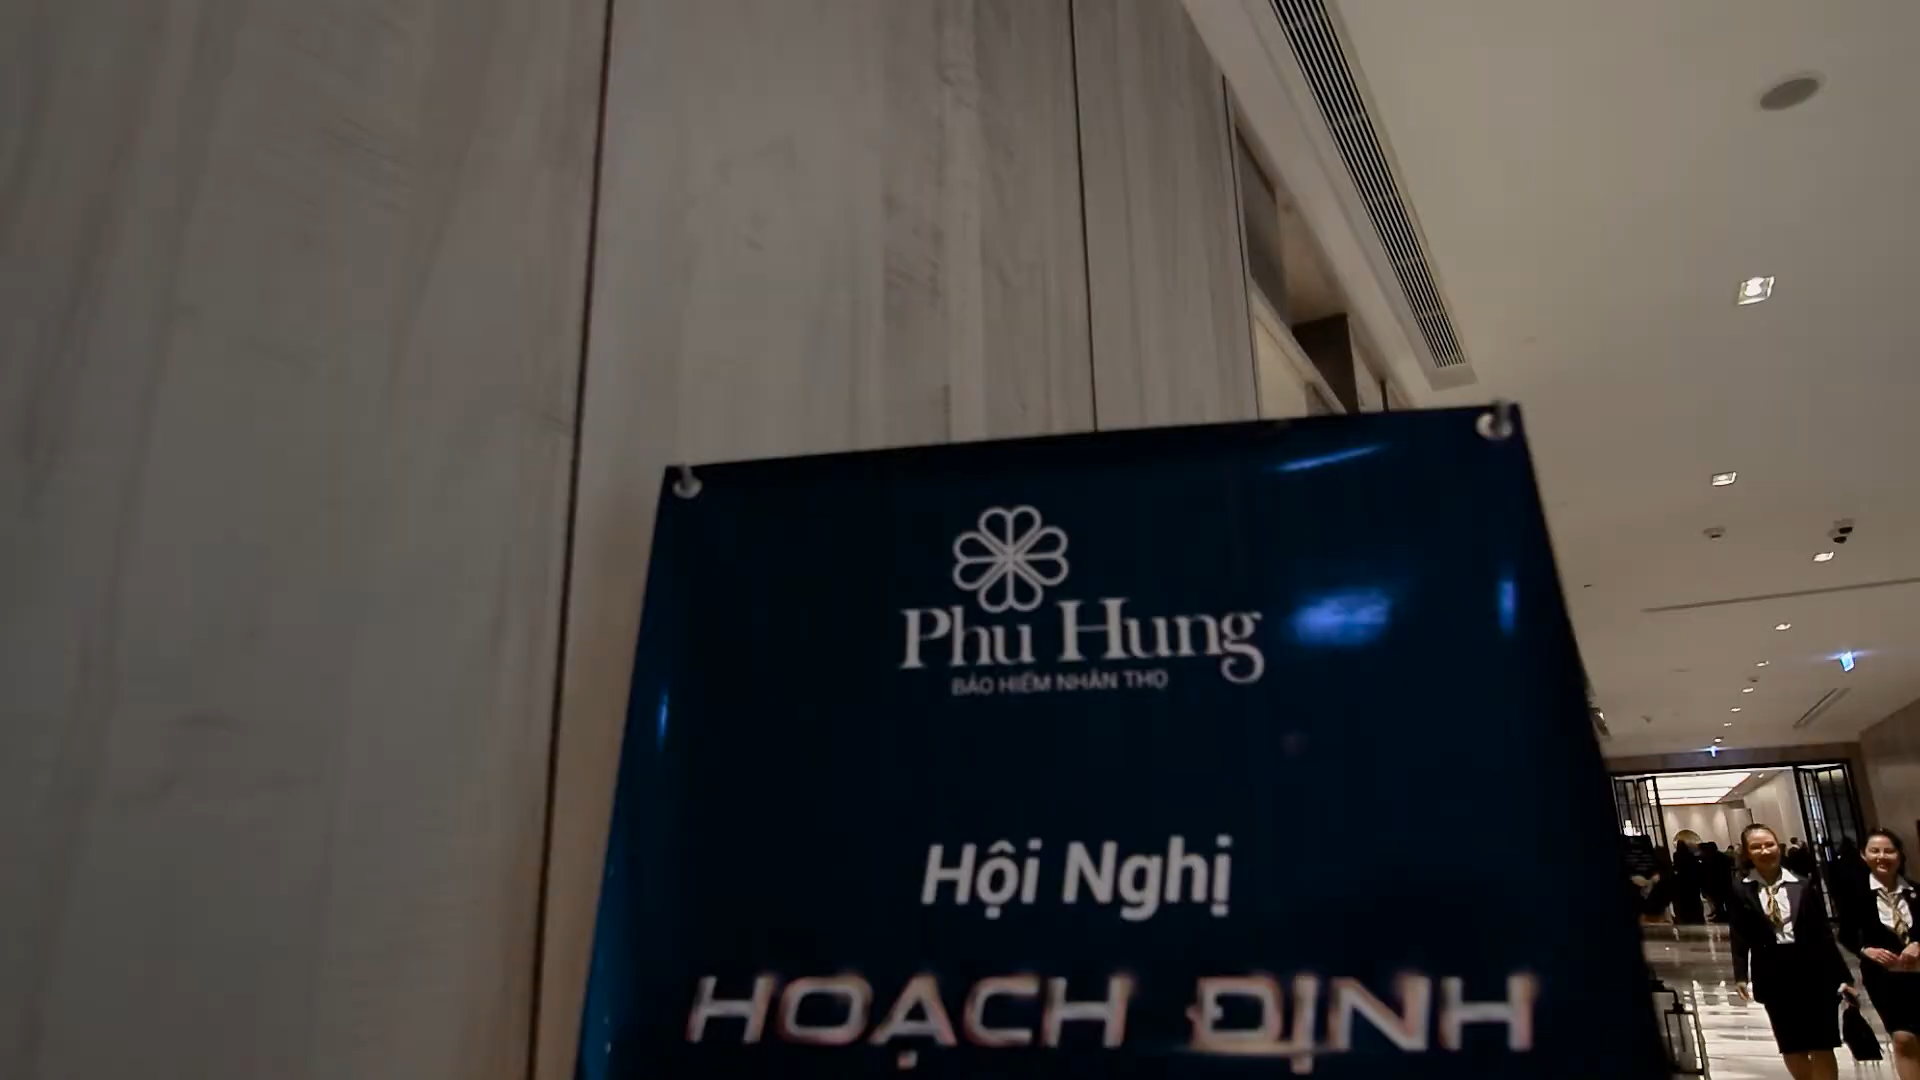 Phu Hung
BẢO HIỂM NHÂN THỌ
Hội Nghị
HOẠCH ĐỊNH